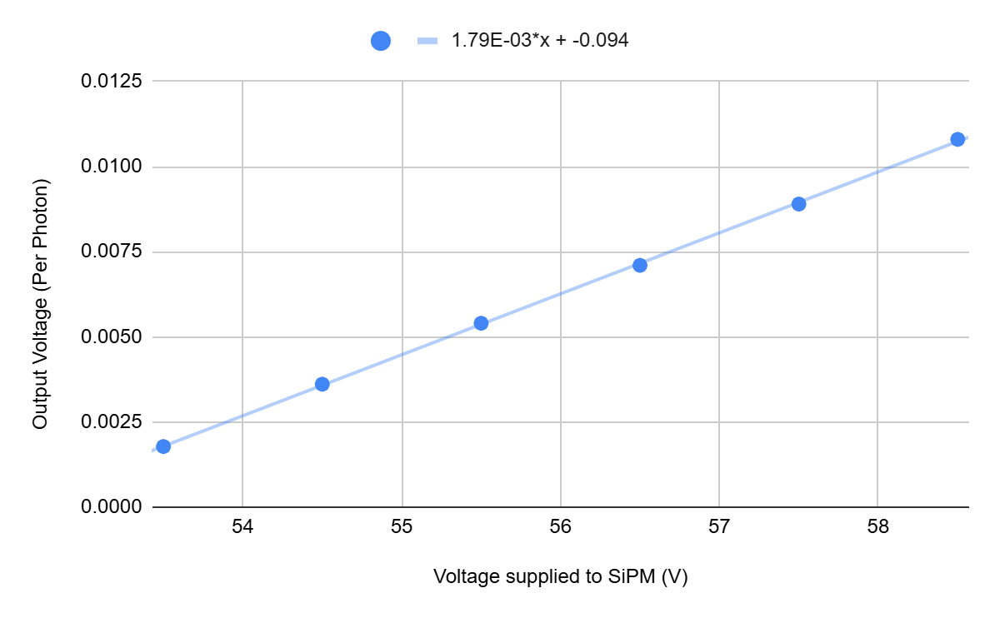 1.79E-03*x + -0.094
0.0125
0.0100
0.0075
0.0050
0.0025
0.0000
Output Voltage (Per Photon)
54 55 56 57 58
Voltage supplied to SiPM (V)